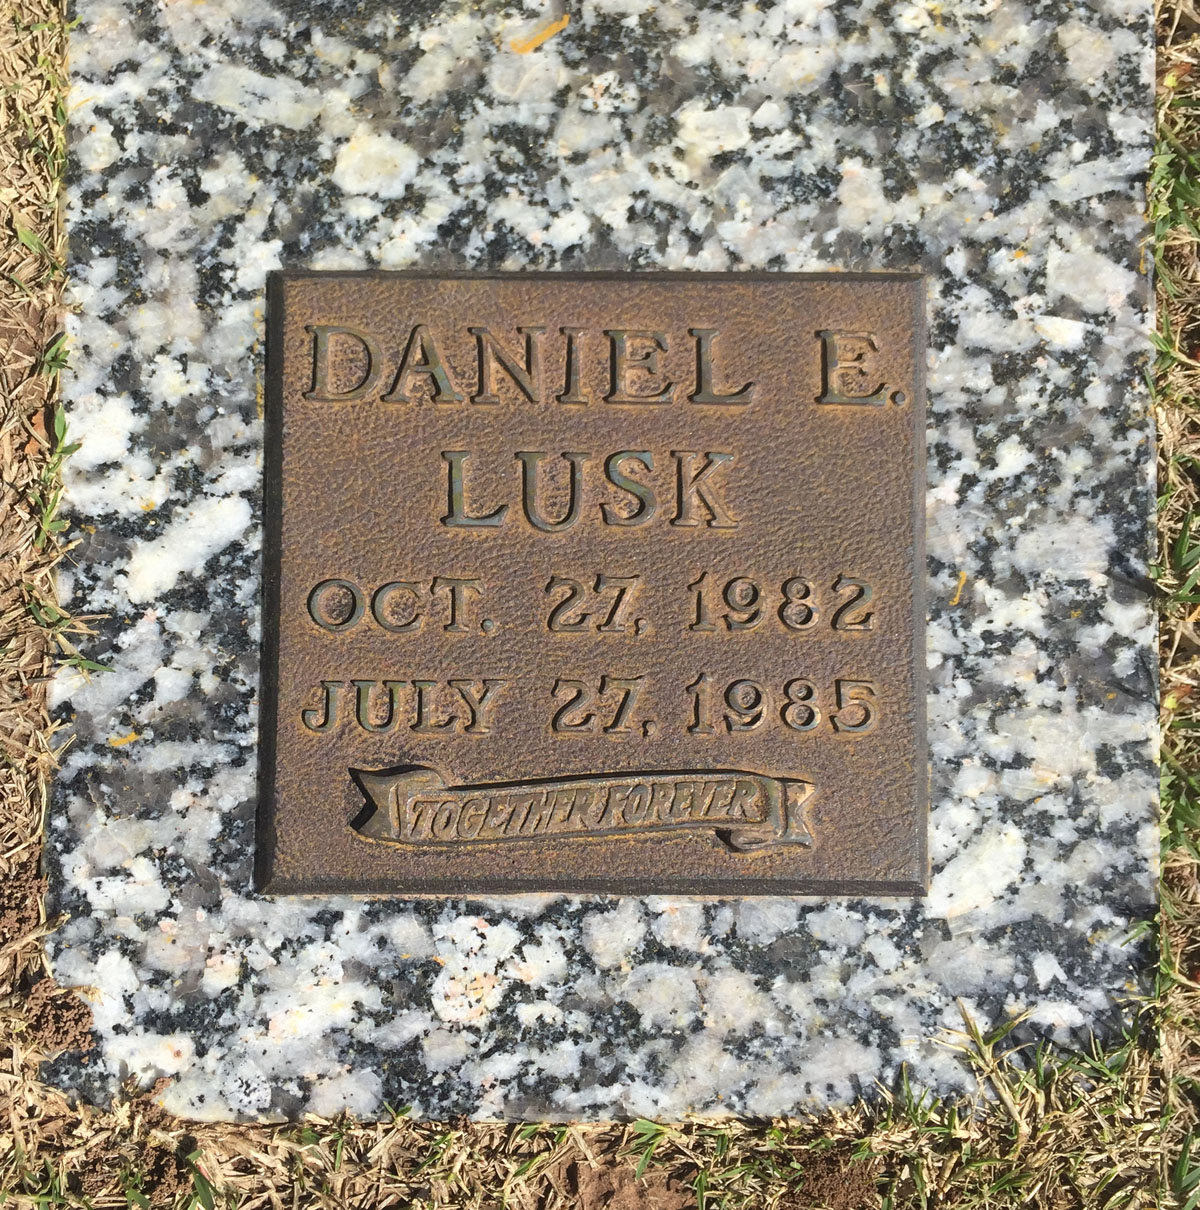 DANIEL E.
LUSK
OCT. 27, 1982
JULY 27, 1985
TOGETHER FOREVER